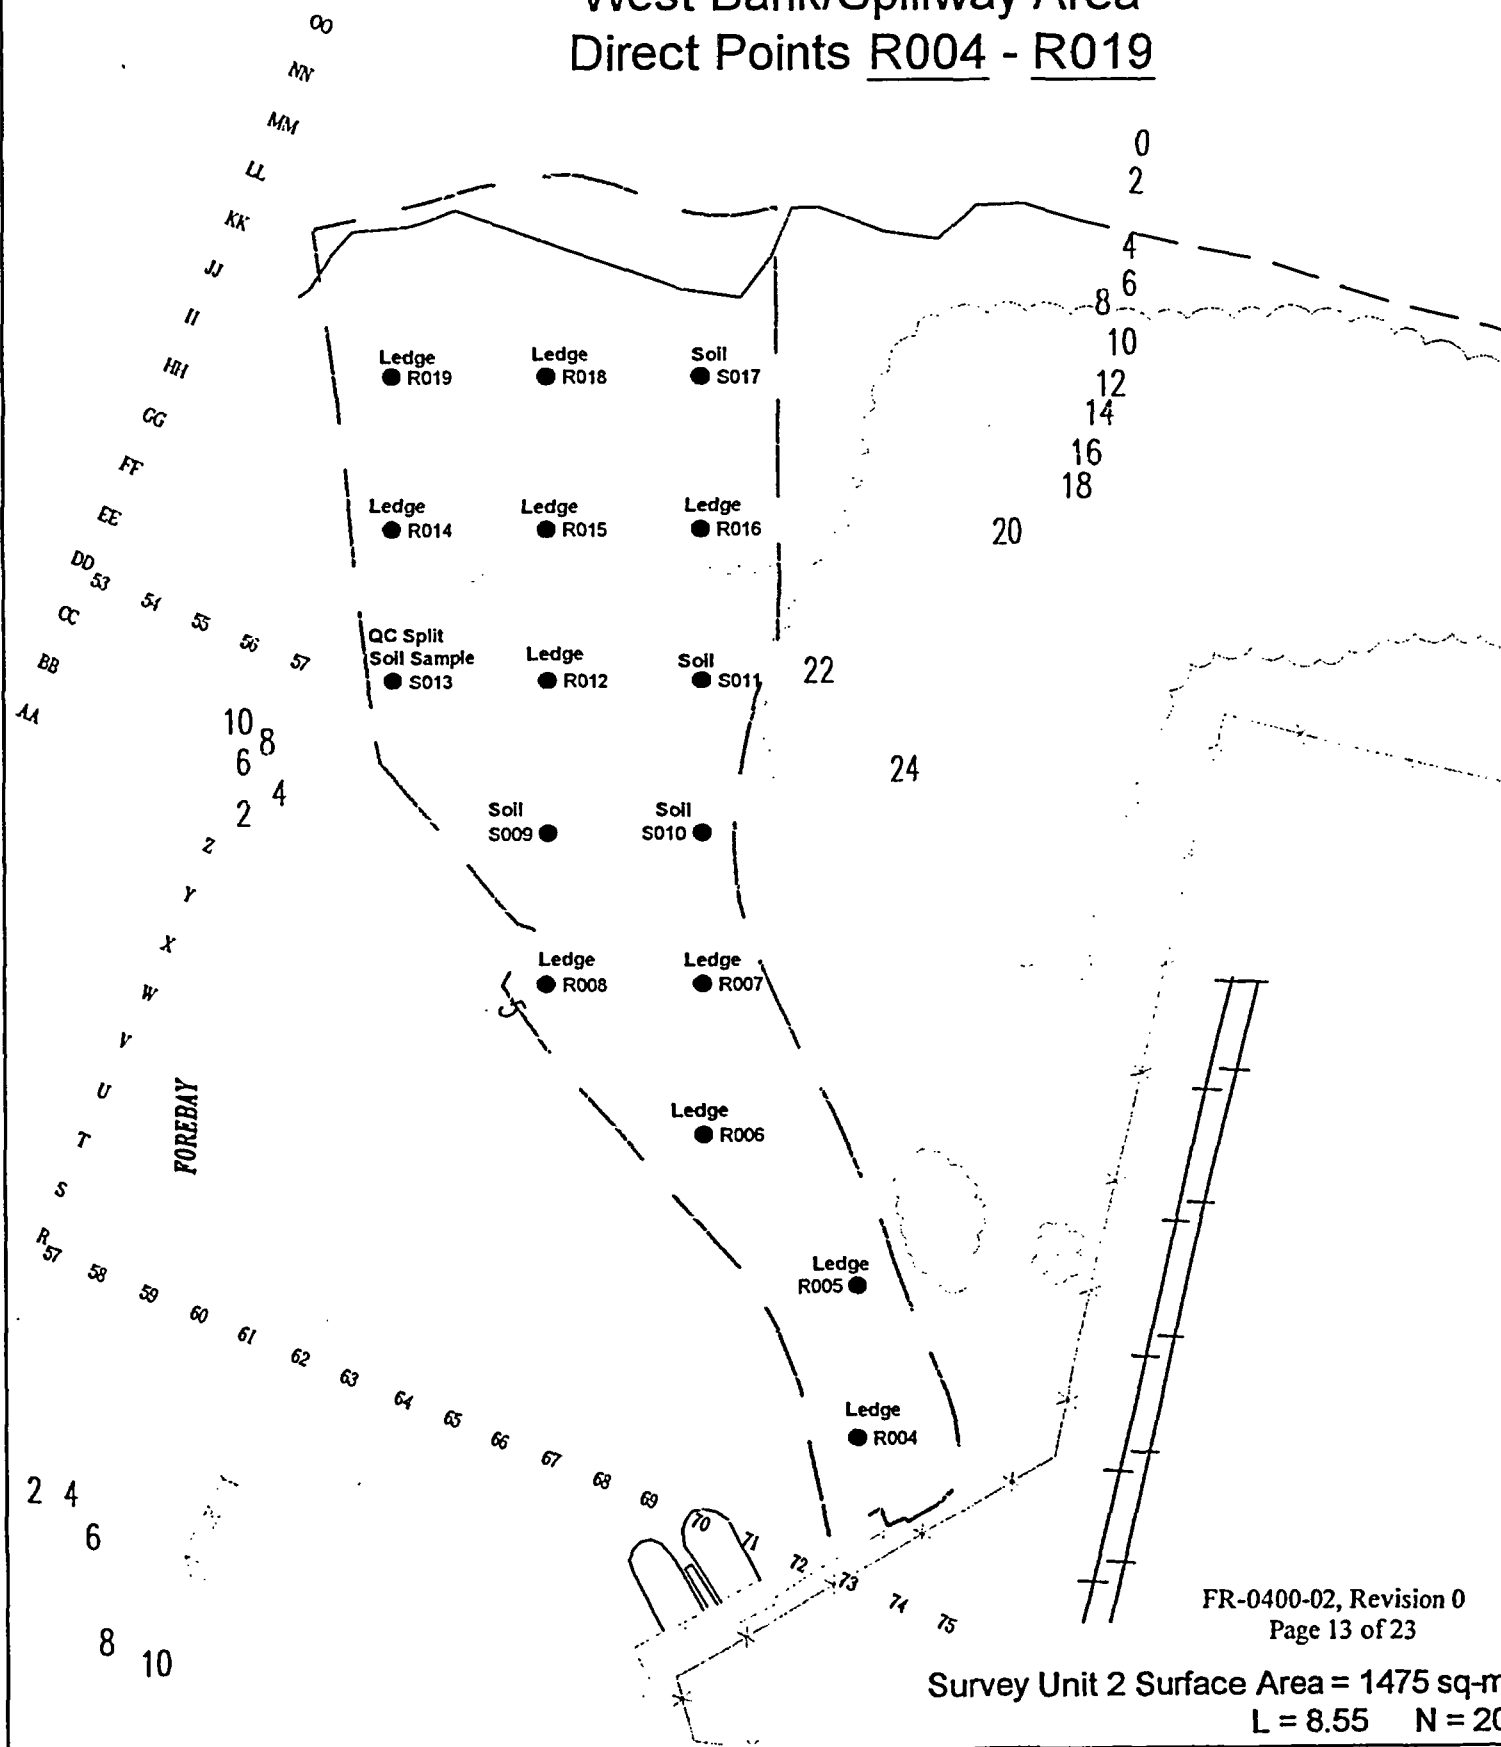 West Bank/Spillway Area
Direct Points R004 - R019
OO
NN
MM
LL
KK
JJ
II
HH
GG
FF
EE
DD
CC
BB
AA
53
54
55
56
57
0
2
4
6
8
10
12
14
16
18
20
22
24
Ledge
R019
Ledge
R018
Soil
S017
Ledge
R014
Ledge
R015
Ledge
R016
QC Split
Soil Sample
S013
Ledge
R012
Soil
S011
10
8
6
4
2
Soil
S009
Soil
S010
Ledge
R008
Ledge
R007
Ledge
R006
Ledge
R005
Ledge
R004
Z
Y
X
W
V
U
T
S
R
FOREBAY
57
58
59
60
61
62
63
64
65
66
67
68
69
70
71
72
73
74
75
2 4
6
8
10
FR-0400-02, Revision 0
Page 13 of 23
Survey Unit 2 Surface Area = 1475 sq-m
L = 8.55 N = 20